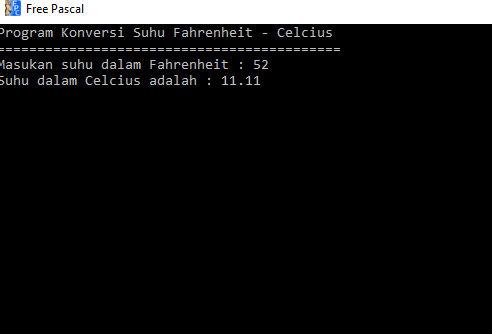 Free Pascal
Program Konversi Suhu Fahrenheit - Celcius
==========================================
Masukan suhu dalam Fahrenheit : 52
Suhu dalam Celcius adalah : 11.11